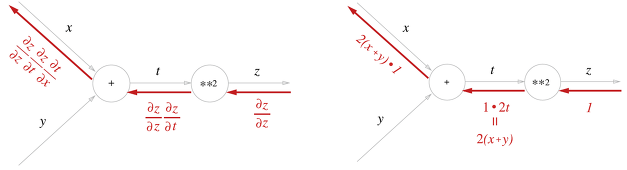 x
∂z/∂z ∂z/∂t ∂t/∂x
+
t
**2
z
y
∂z/∂z ∂z/∂t
∂z/∂z
x
2(x+y)•1
+
t
**2
z
y
1•2t
=
2(x+y)
1